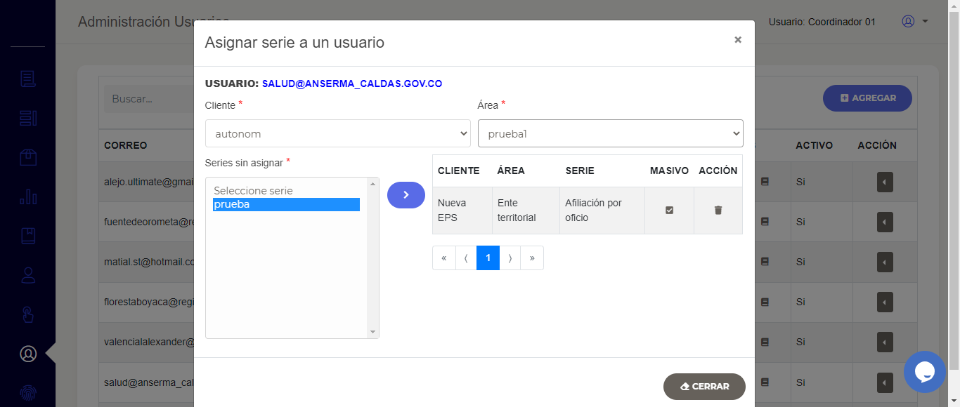 Administración Usuarios
Usuario: Coordinador 01
Asignar serie a un usuario
×
USUARIO: SALUD@ANSERMA_CALDAS.GOV.CO
Cliente *
Área *
autonom
prueba1
Series sin asignar *
Seleccione serie
prueba
CLIENTE ÁREA SERIE MASIVO ACCIÓN
Nueva EPS
Ente territorial
Afiliación por oficio
« ⟨ 1 ⟩ »
CERRAR
Buscar...
AGREGAR
CORREO
ACTIVO
ACCIÓN
alejo.ultimate@gmai
Si
fuentedeorometa@r
Si
matial.st@hotmail.co
Si
florestaboyaca@regi
Si
valencialalexander@
Si
salud@anserma_cal
Si